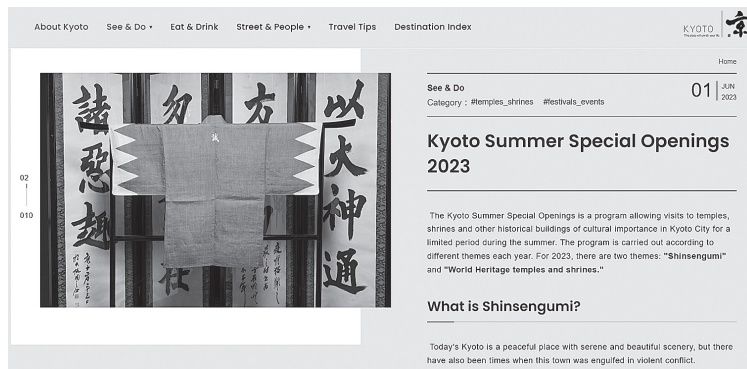 About Kyoto
See & Do
Eat & Drink
Street & People
Travel Tips
Destination Index
KYOTO
京
Home
See & Do
Category : #temples_shrines #festivals_events
01
JUN
2023
Kyoto Summer Special Openings
2023
02
010
諸惡趣
勿
方
以火神通
誠
在
The Kyoto Summer Special Openings is a program allowing visits to temples,
shrines and other historical buildings of cultural importance in Kyoto City for a
limited period during the summer. The program is carried out according to
different themes each year. For 2023, there are two themes: "Shinsengumi"
and "World Heritage temples and shrines."
What is Shinsengumi?
Today's Kyoto is a peaceful place with serene and beautiful scenery, but there
have also been times when this town was engulfed in violent conflict.